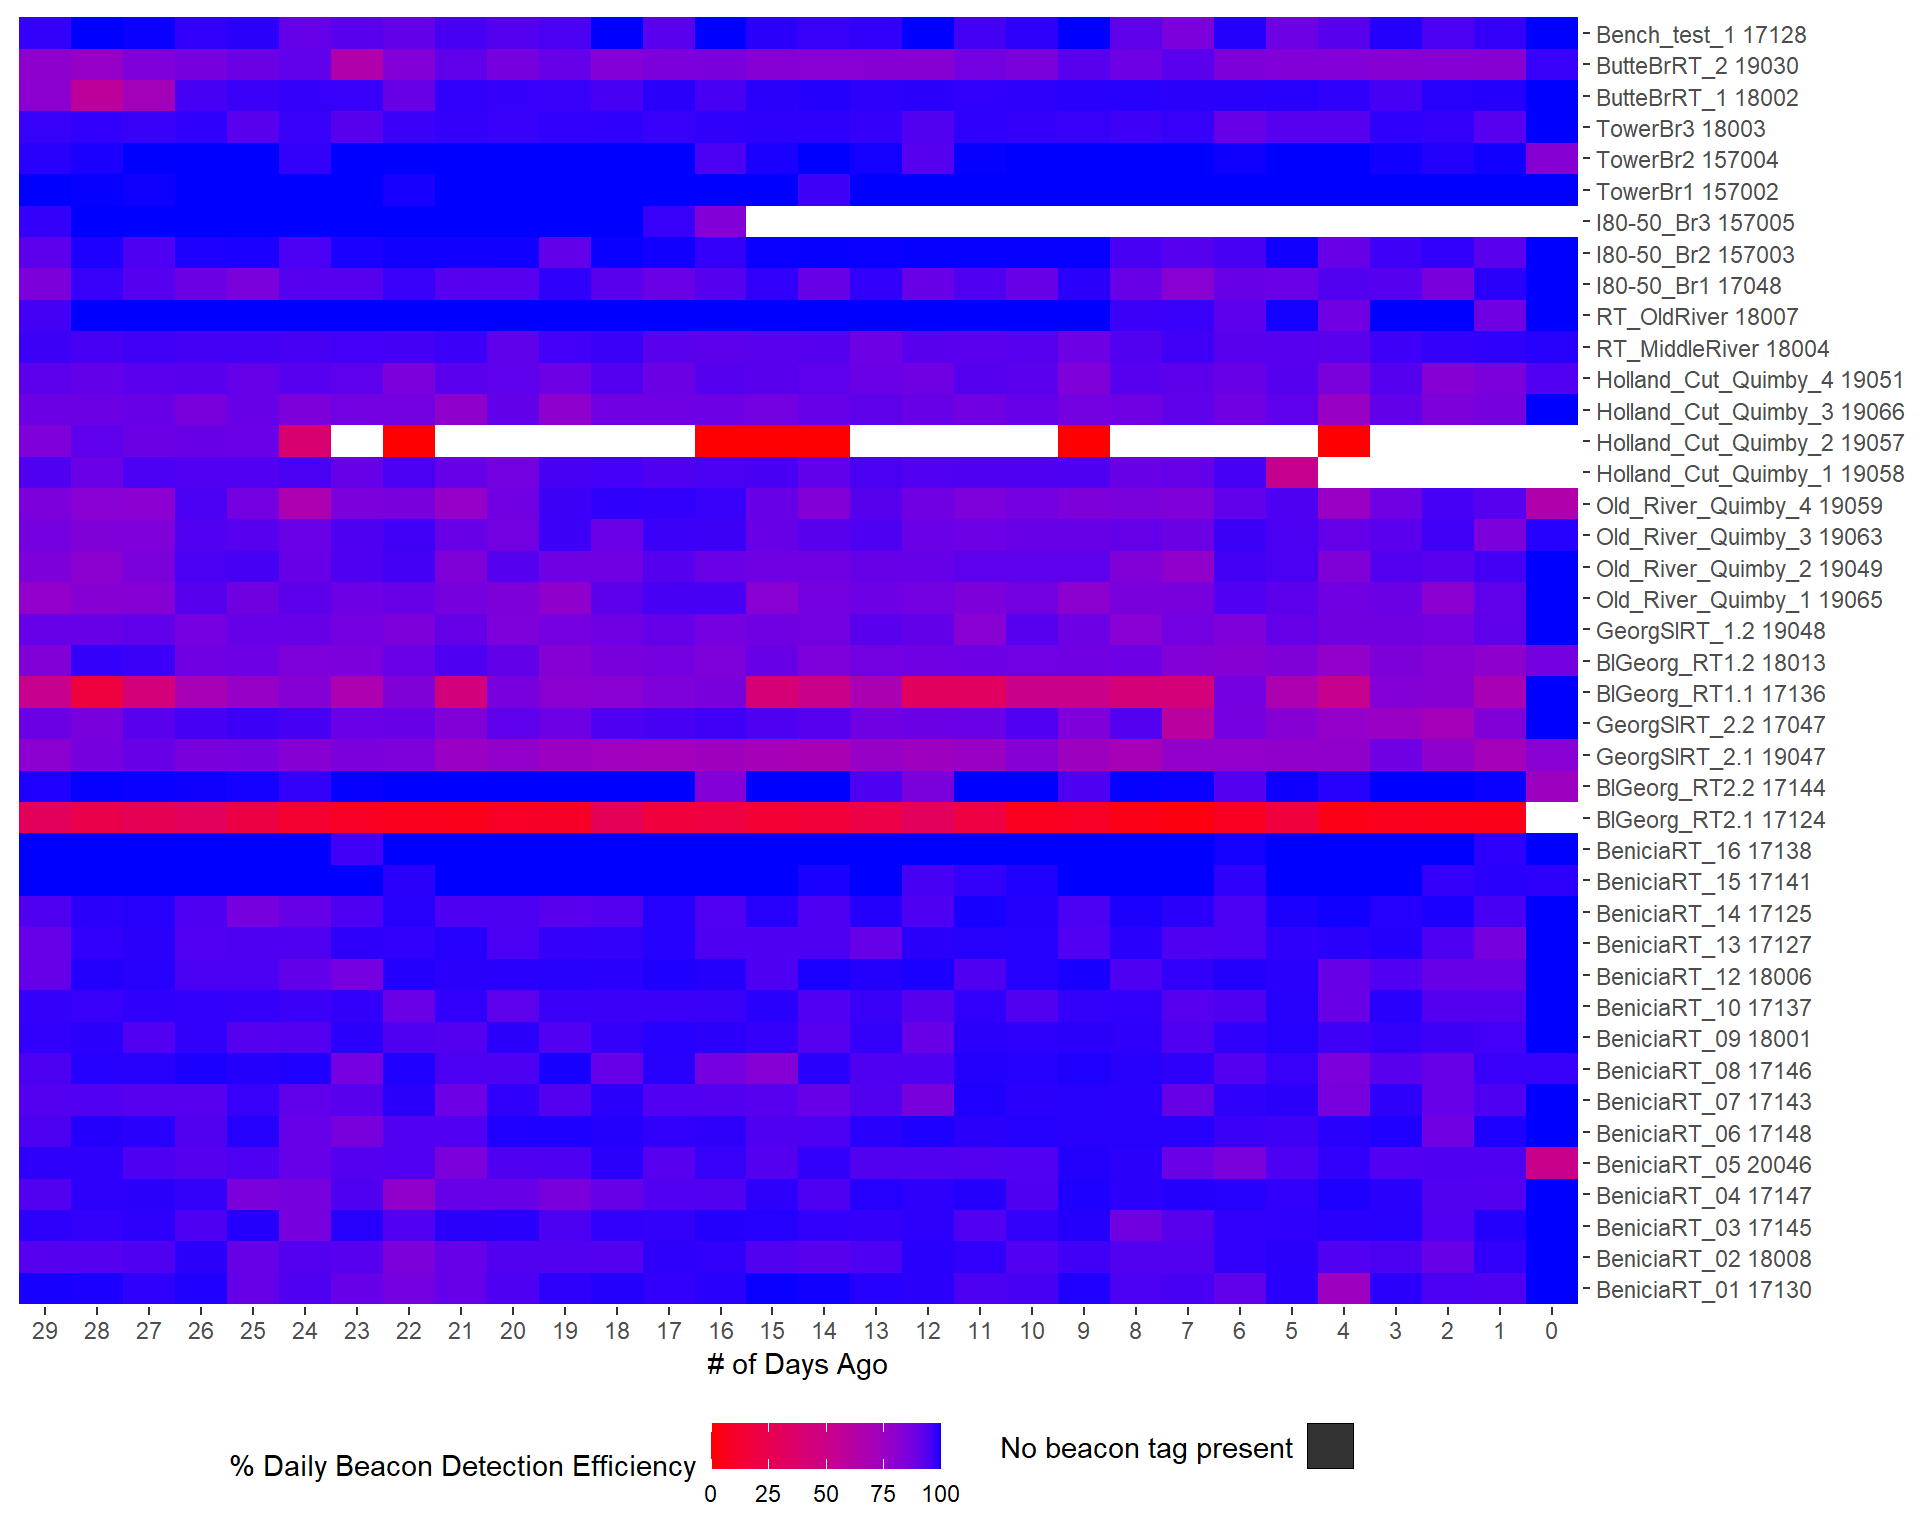 Bench_test_1 17128
ButteBrRT_2 19030
ButteBrRT_1 18002
TowerBr3 18003
TowerBr2 157004
TowerBr1 157002
I80-50_Br3 157005
I80-50_Br2 157003
I80-50_Br1 17048
RT_OldRiver 18007
RT_MiddleRiver 18004
Holland_Cut_Quimby_4 19051
Holland_Cut_Quimby_3 19066
Holland_Cut_Quimby_2 19057
Holland_Cut_Quimby_1 19058
Old_River_Quimby_4 19059
Old_River_Quimby_3 19063
Old_River_Quimby_2 19049
Old_River_Quimby_1 19065
GeorgSlRT_1.2 19048
BlGeorg_RT1.2 18013
BlGeorg_RT1.1 17136
GeorgSlRT_2.2 17047
GeorgSlRT_2.1 19047
BlGeorg_RT2.2 17144
BlGeorg_RT2.1 17124
BeniciaRT_16 17138
BeniciaRT_15 17141
BeniciaRT_14 17125
BeniciaRT_13 17127
BeniciaRT_12 18006
BeniciaRT_10 17137
BeniciaRT_09 18001
BeniciaRT_08 17146
BeniciaRT_07 17143
BeniciaRT_06 17148
BeniciaRT_05 20046
BeniciaRT_04 17147
BeniciaRT_03 17145
BeniciaRT_02 18008
BeniciaRT_01 17130
29 28 27 26 25 24 23 22 21 20 19 18 17 16 15 14 13 12 11 10 9 8 7 6 5 4 3 2 1 0
# of Days Ago
% Daily Beacon Detection Efficiency
0 25 50 75 100
No beacon tag present